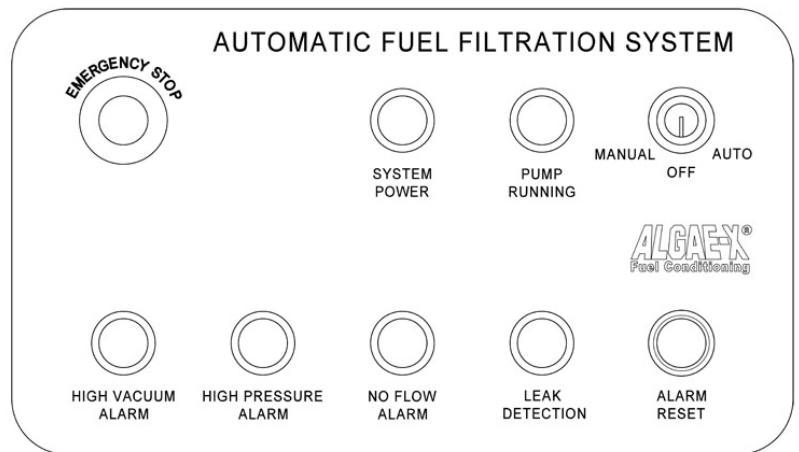 AUTOMATIC FUEL FILTRATION SYSTEM
EMERGENCY STOP
SYSTEM
POWER
PUMP
RUNNING
MANUAL
OFF
AUTO
ALGAE-X®
Fuel Conditioning
HIGH VACUUM
ALARM
HIGH PRESSURE
ALARM
NO FLOW
ALARM
LEAK
DETECTION
ALARM
RESET